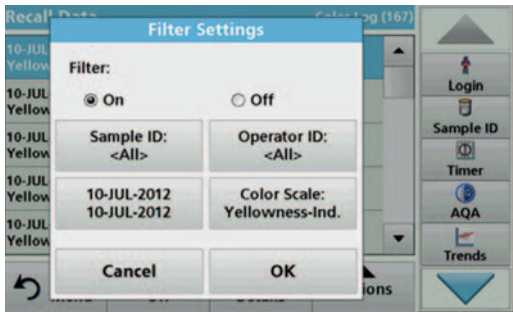 Recall Data
Color Log (167)
Filter Settings
10-JUL
Yellow
Filter:
On
Off
10-JUL
Yellow
Sample ID:
<All>
Operator ID:
<All>
10-JUL
Yellow
10-JUL
Yellow
10-JUL-2012
10-JUL-2012
Color Scale:
Yellowness-Ind.
10-JUL
Yellow
Cancel
OK
ions
Login
Sample ID
Timer
AQA
Trends